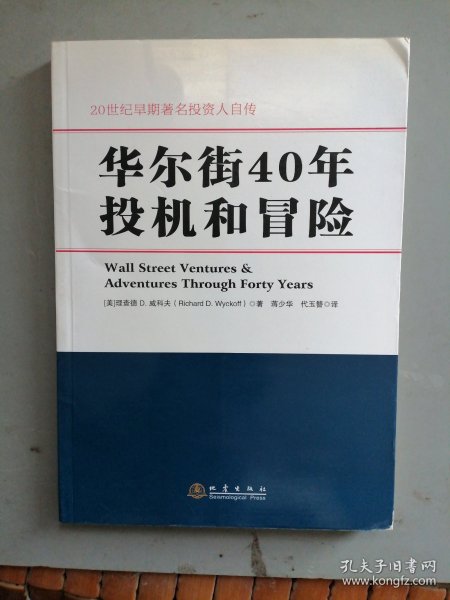 20世纪早期著名投资人自传
华尔街40年
投机和冒险
Wall Street Ventures &
Adventures Through Forty Years
[美]理查德 D. 威科夫（Richard D. Wyckoff）◎著 蒋少华 代玉簪◎译
地震出版社
Seismological Press
孔夫子旧书网
www.kongfz.com